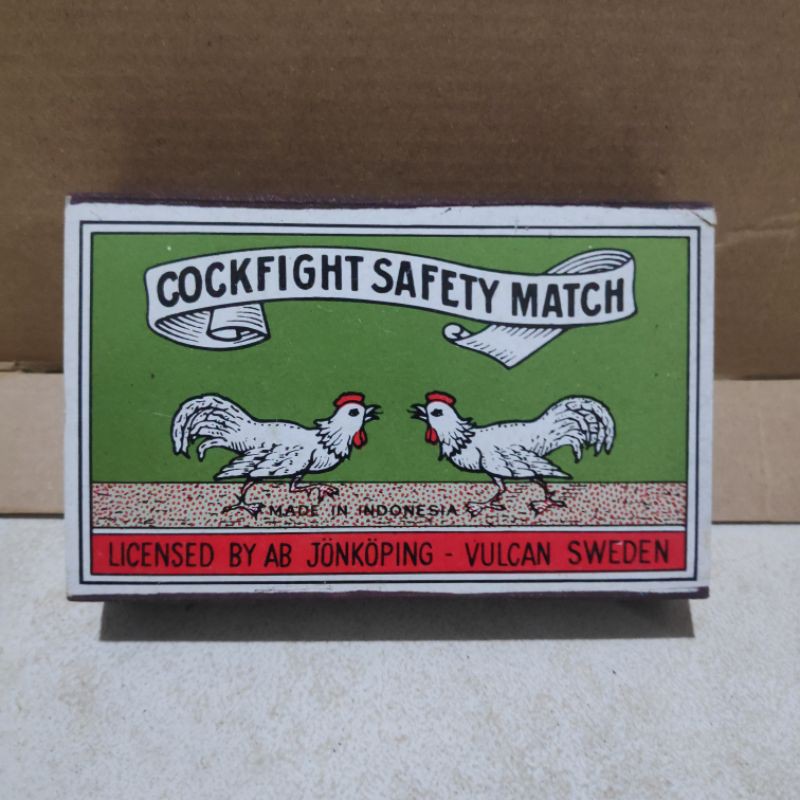 COCKFIGHT SAFETY MATCH
MADE IN INDONESIA
LICENSED BY AB JÖNKÖPING - VULCAN SWEDEN